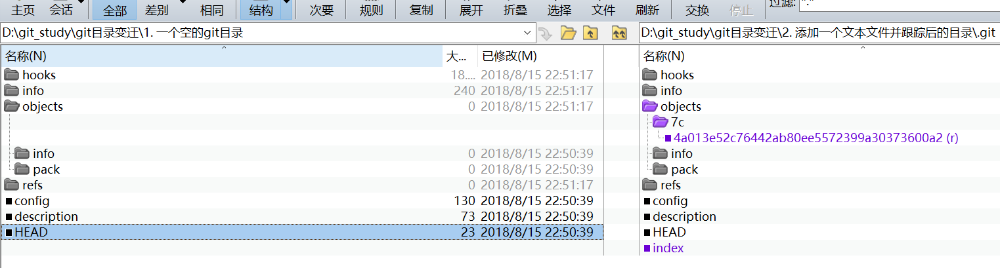 主页 会话 全部 差别 相同 结构 次要 规则 复制 展开 折叠 选择 文件 刷新 交换 停止 过滤: *.*
D:\git_study\git目录变迁\1. 一个空的git目录 D:\git_study\git目录变迁\2. 添加一个文本文件并跟踪后的目录\.git
名称(N) 大... 已修改(M) 名称(N)
hooks 18.... 2018/8/15 22:51:17 hooks
info 240 2018/8/15 22:51:17 info
objects 0 2018/8/15 22:51:17 objects
7c
4a013e52c76442ab80ee5572399a30373600a2 (r)
info 0 2018/8/15 22:50:39 info
pack 0 2018/8/15 22:50:39 pack
refs 0 2018/8/15 22:51:17 refs
config 130 2018/8/15 22:50:39 config
description 73 2018/8/15 22:50:39 description
HEAD 23 2018/8/15 22:50:39 HEAD
index